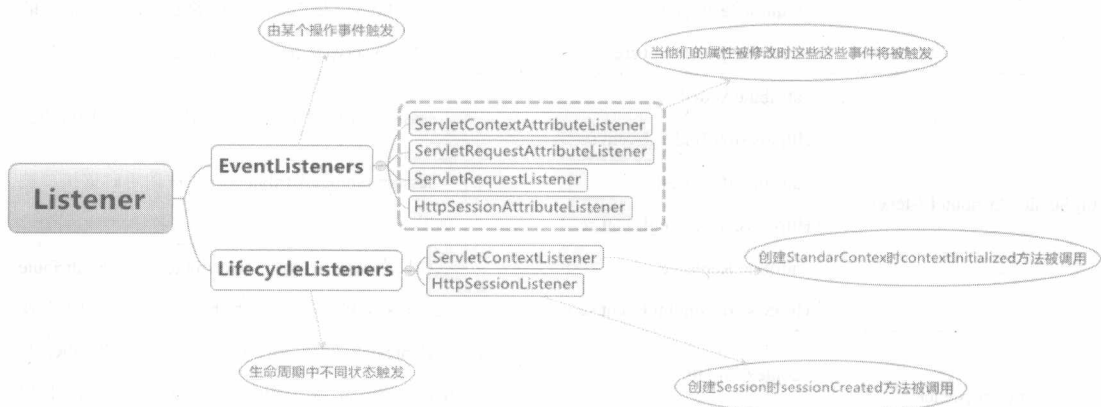 由某个操作事件触发
当他们的属性被修改时这些这些事件将被触发
ServletContextAttributeListener
ServletRequestAttributeListener
EventListeners
ServletRequestListener
HttpSessionAttributeListener
Listener
ServletContextListener
LifecycleListeners
HttpSessionListener
创建StandarContex时contextInitialized方法被调用
生命周期中不同状态触发
创建Session时sessionCreated方法被调用